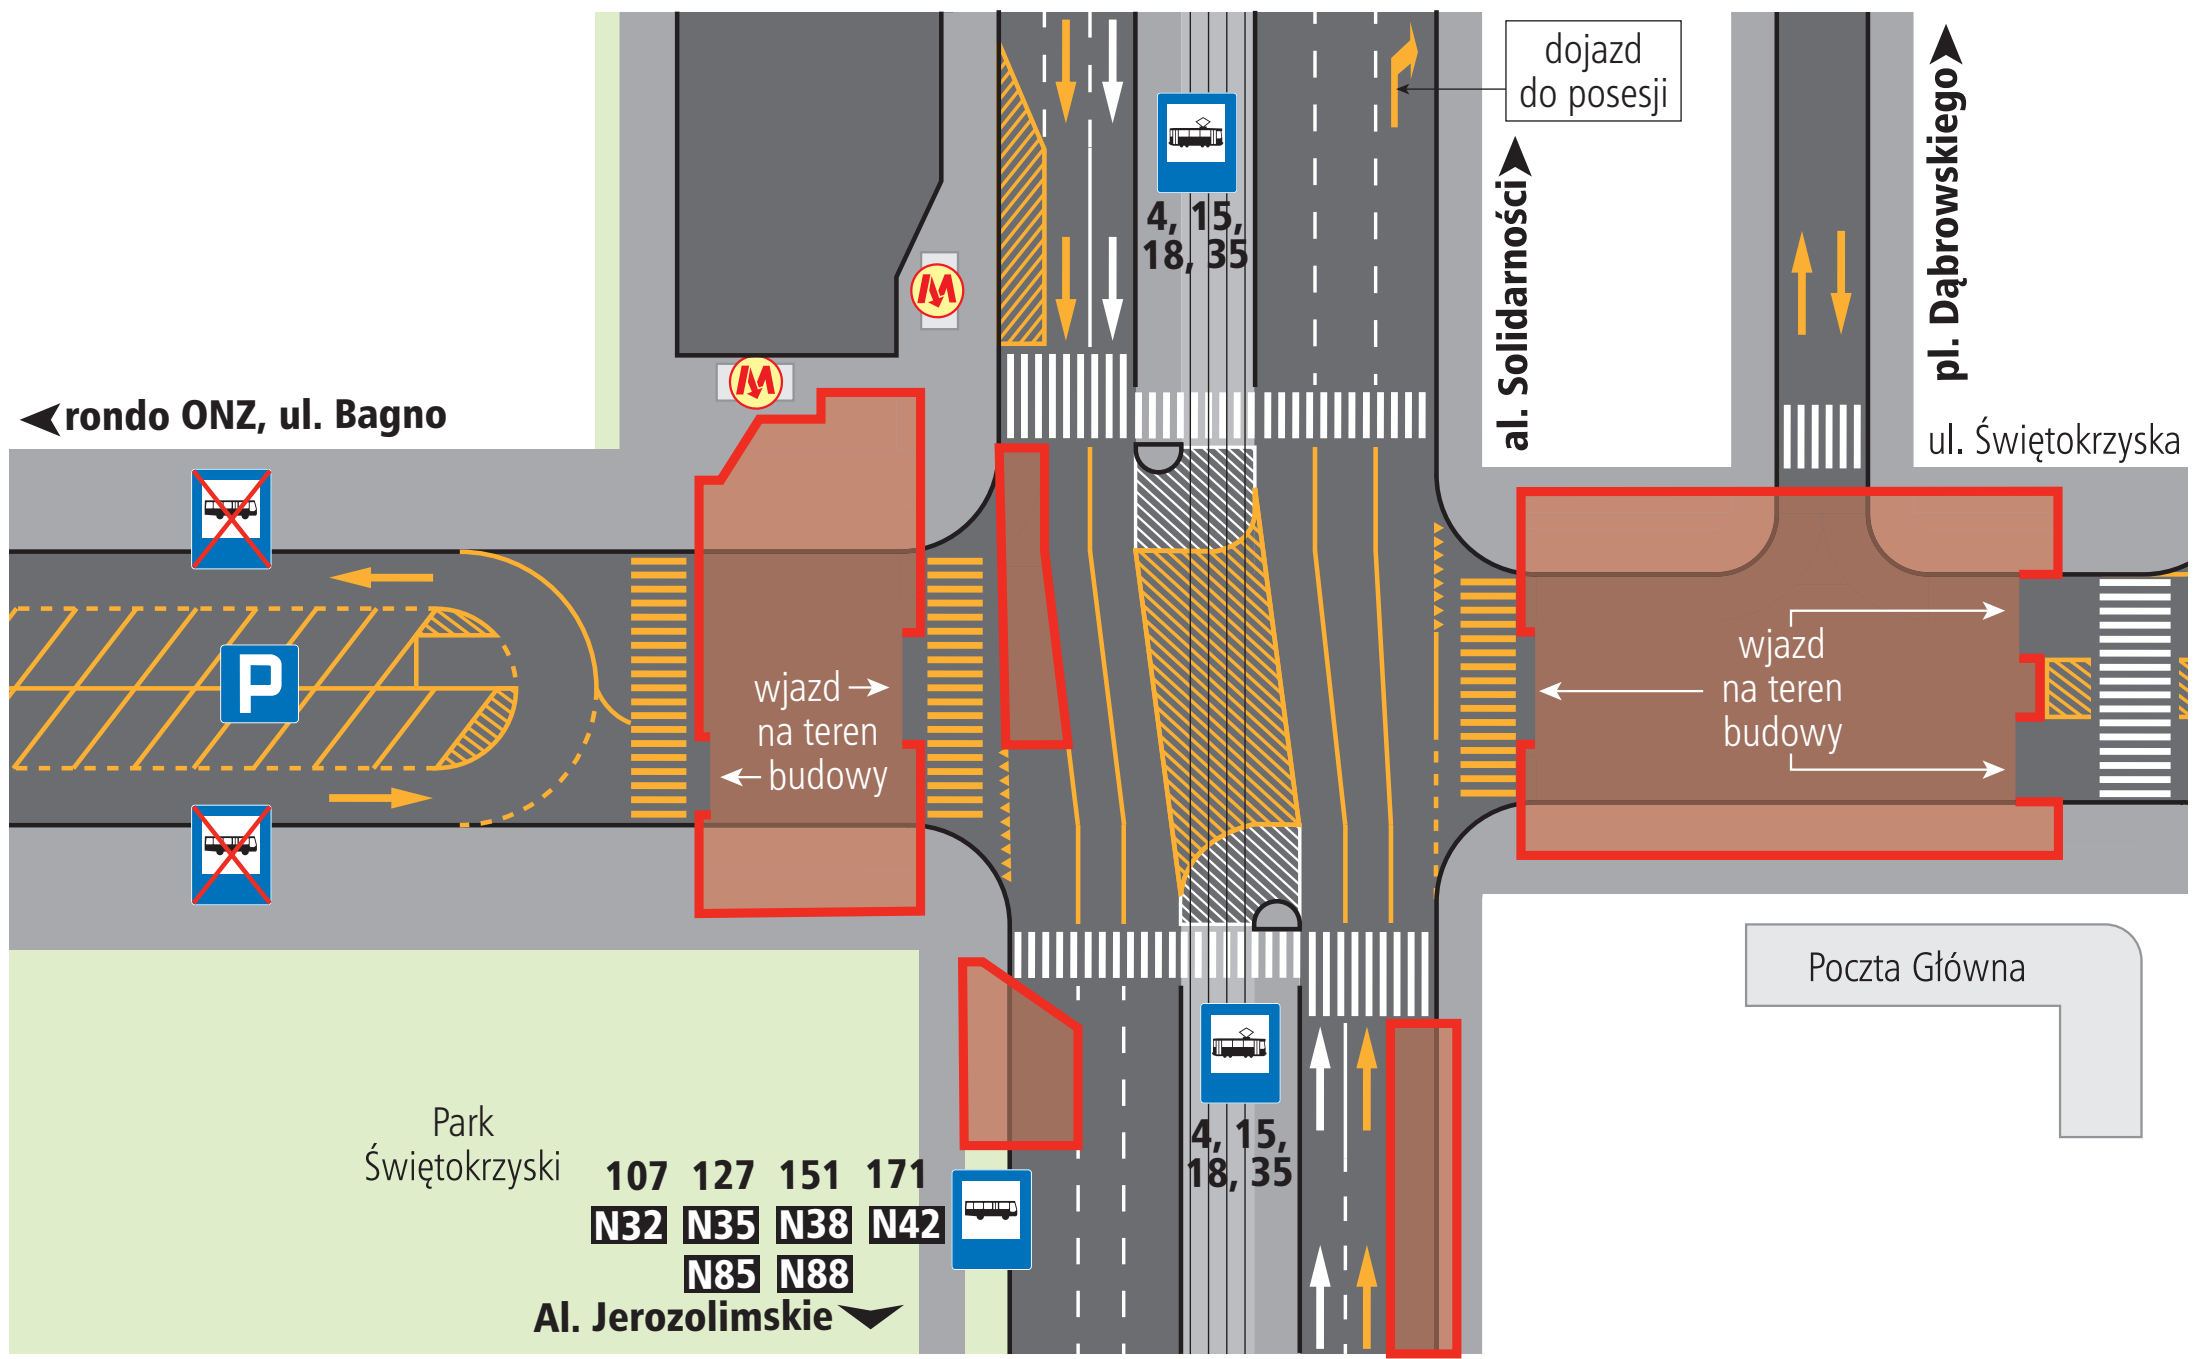 dojazd
do posesji
al. Solidarności
pl. Dąbrowskiego
ul. Świętokrzyska
4, 15,
18, 35
M
M
rondo ONZ, ul. Bagno
P
wjazd
na teren
budowy
wjazd
na teren
budowy
Poczta Główna
4, 15,
18, 35
Park
Świętokrzyski
107 127 151 171
N32 N35 N38 N42
N85 N88
Al. Jerozolimskie